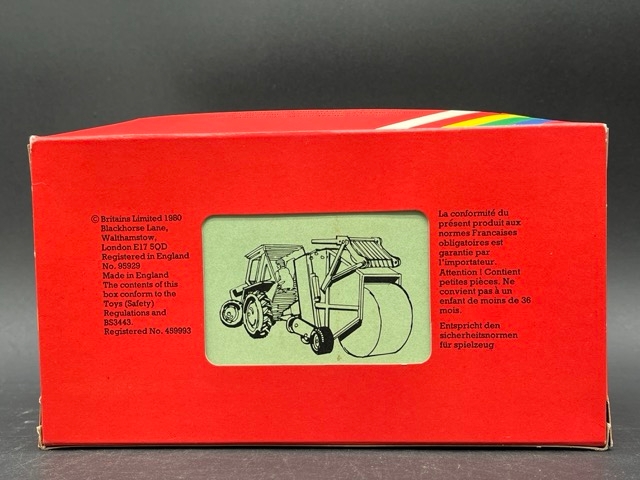 © Britains Limited 1980
Blackhorse Lane,
Walthamstow,
London E17 5QD
Registered in England
No. 95929
Made in England
The contents of this
box conform to the
Toys (Safety)
Regulations and
BS3443.
Registered No. 459993
La conformité du
présent produit aux
normes Francaises
obligatoires est
garantie par
l'importateur.
Attention ! Contient
petites pièces. Ne
convient pas à un
enfant de moins de 36
mois.
Entspricht den
sicherheitsnormen
für spielzeug